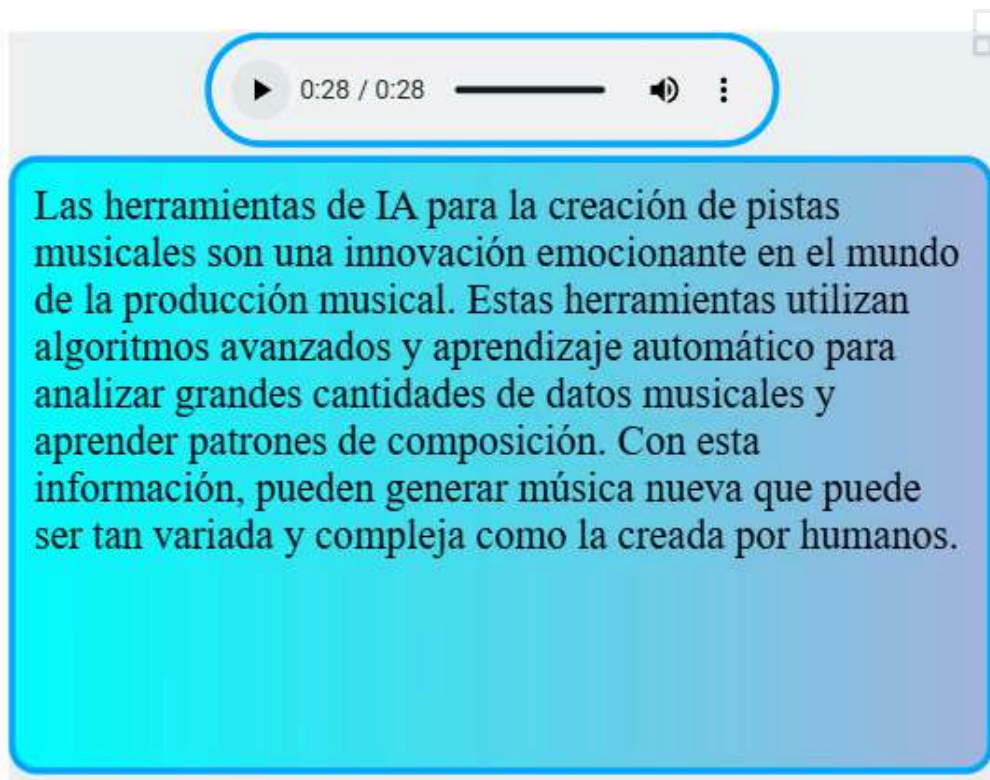 0:28 / 0:28
Las herramientas de IA para la creación de pistas
musicales son una innovación emocionante en el mundo
de la producción musical. Estas herramientas utilizan
algoritmos avanzados y aprendizaje automático para
analizar grandes cantidades de datos musicales y
aprender patrones de composición. Con esta
información, pueden generar música nueva que puede
ser tan variada y compleja como la creada por humanos.